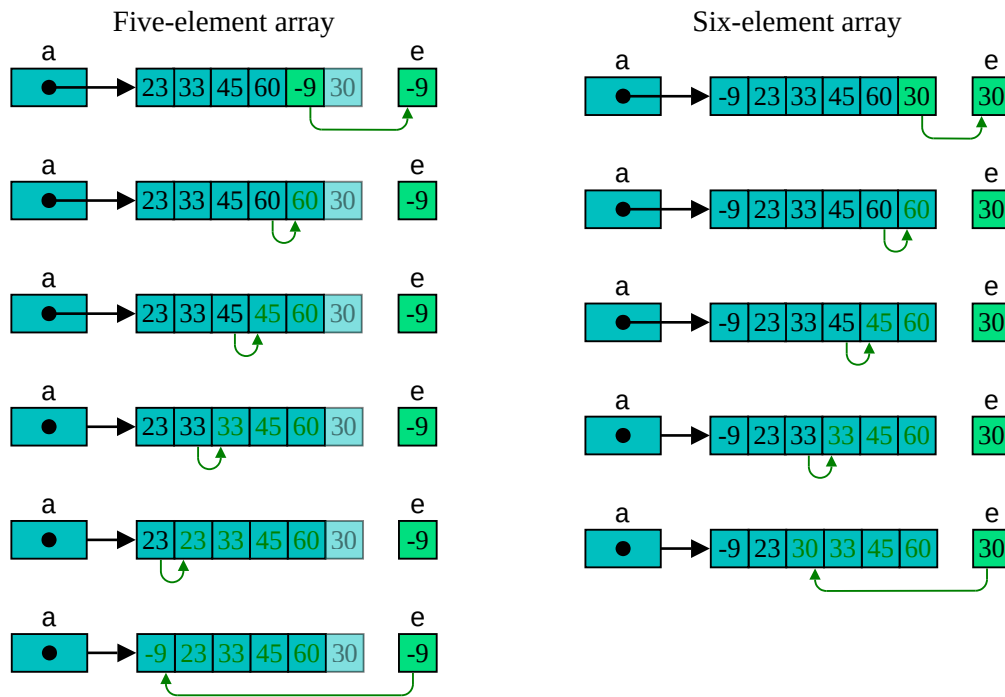 Five-element array
a e
23 33 45 60 -9 30 -9
a e
23 33 45 60 60 30 -9
a e
23 33 45 45 60 30 -9
a e
23 33 33 45 60 30 -9
a e
23 23 33 45 60 30 -9
a e
-9 23 33 45 60 30 -9
Six-element array
a e
-9 23 33 45 60 30 30
a e
-9 23 33 45 60 60 30
a e
-9 23 33 45 45 60 30
a e
-9 23 33 33 45 60 30
a e
-9 23 30 33 45 60 30